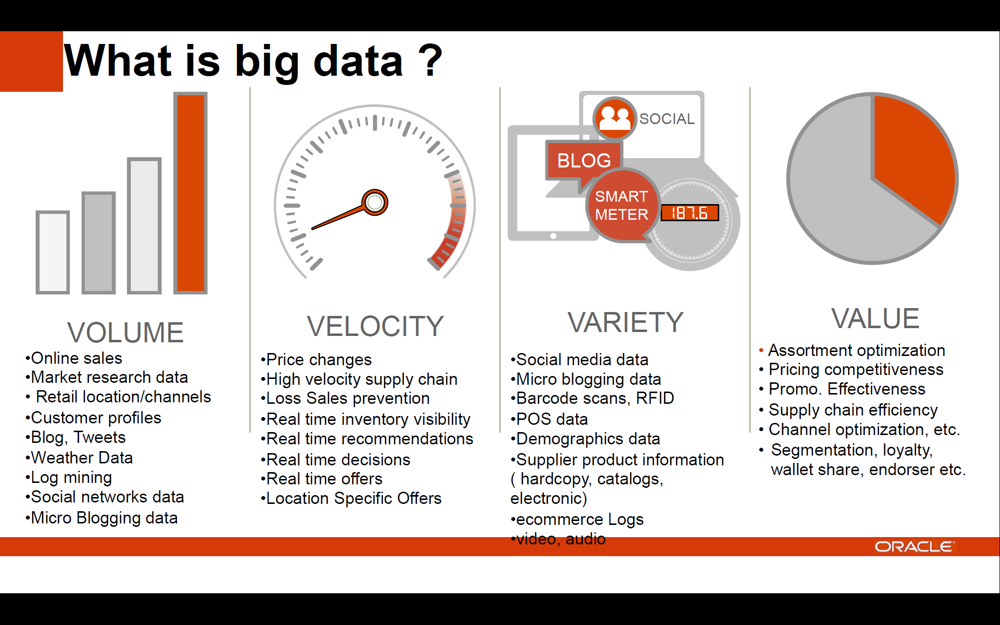 What is big data ?
SOCIAL
BLOG
SMART
METER
187.6
VOLUME
•Online sales
•Market research data
• Retail location/channels
•Customer profiles
•Blog, Tweets
•Weather Data
•Log mining
•Social networks data
•Micro Blogging data
VELOCITY
•Price changes
•High velocity supply chain
•Loss Sales prevention
•Real time inventory visibility
•Real time recommendations
•Real time decisions
•Real time offers
•Location Specific Offers
VARIETY
•Social media data
•Micro blogging data
•Barcode scans, RFID
•POS data
•Demographics data
•Supplier product information
( hardcopy, catalogs,
electronic)
•ecommerce Logs
•video, audio
VALUE
• Assortment optimization
• Pricing competitiveness
• Promo. Effectiveness
• Supply chain efficiency
• Channel optimization, etc.
• Segmentation, loyalty,
wallet share, endorser etc.
ORACLE®